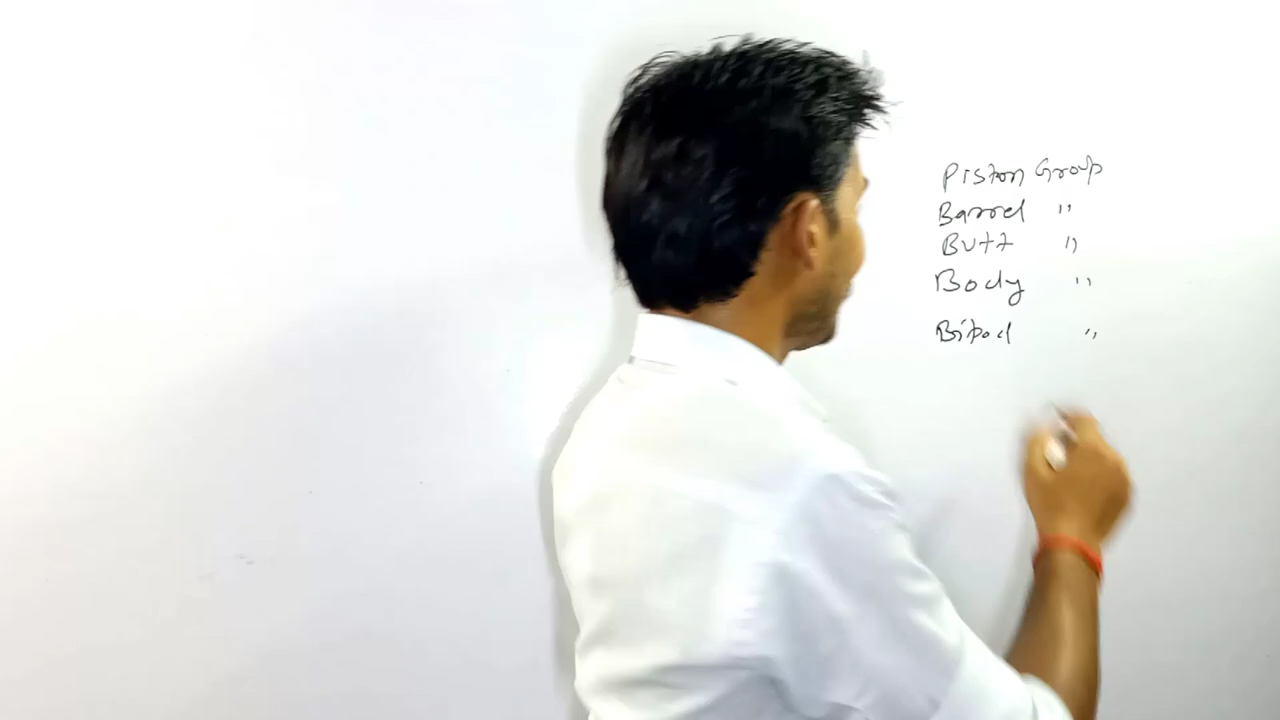 Piston Group
Barrel "
Butt "
Body "
Bipod "